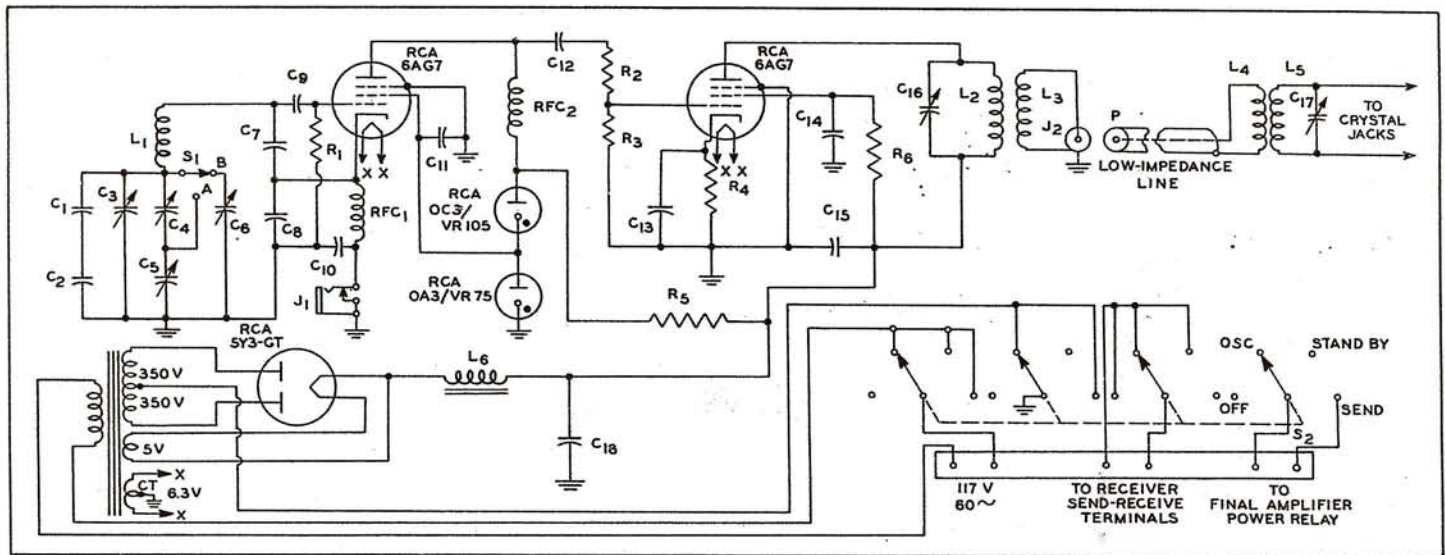 RCA
6AG7
C9
C12
R2
RCA
6AG7
C16
L2
L3
J2
P
L4
L5
C17
TO
CRYSTAL
JACKS
LOW-IMPEDANCE
LINE
L1
C7
R1
RFC2
C11
R3
C14
R6
S1
B
A
X X
X X
R4
C1
C3
C4
C6
C8
RFC1
RCA
OC3/
VR105
C13
C15
C2
C5
C10
J1
RCA
OA3/VR75
R5
RCA
5Y3-GT
L6
350V
350V
5V
CT
6.3V
X
X
C18
OSC
STAND BY
OFF
SEND
S2
117 V
60~
TO RECEIVER
SEND-RECEIVE
TERMINALS
TO
FINAL AMPLIFIER
POWER RELAY